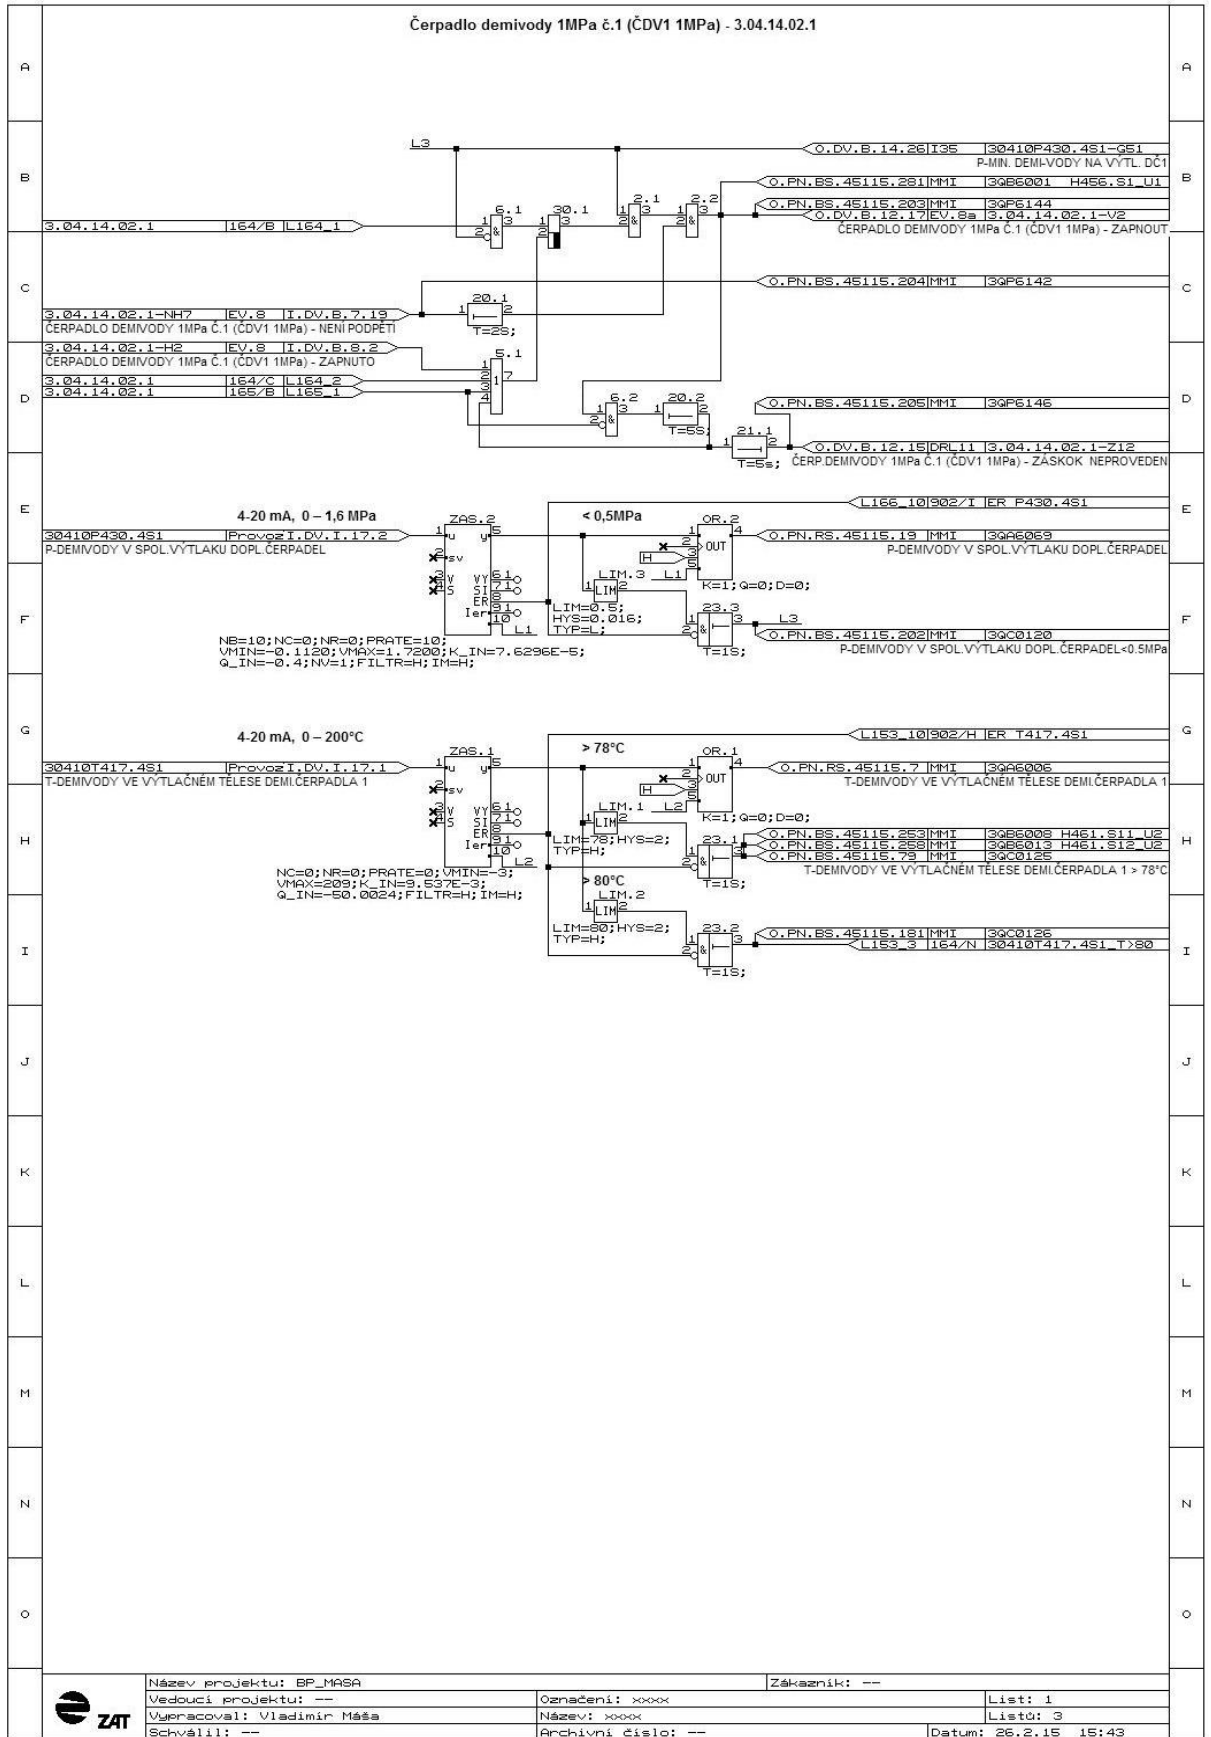 Čerpadlo demivody 1MPa č.1 (ČDV1 1MPa) - 3.04.14.02.1
A A
L3
O.DV.B.14.26 I35 30410P430.4S1-G51
P-MIN. DEMI-VODY NA VÝTL. DČ1
B B
O.PN.BS.45115.281 MMI 3QB6001 H456.S1_U1
2.1 2.2
O.PN.BS.45115.203 MMI 3QP6144
6.1 30.1
O.DV.B.12.17 EV.8a 3.04.14.02.1-V2
3.04.14.02.1 164/B L164_1
ČERPADLO DEMIVODY 1MPa Č.1 (ČDV1 1MPa) - ZAPNOUT
C C
O.PN.BS.45115.204 MMI 3QP6142
20.1
3.04.14.02.1-NH7 EV.8 I.DV.B.7.19
T=2S;
ČERPADLO DEMIVODY 1MPa Č.1 (ČDV1 1MPa) - NENÍ PODPĚTÍ
3.04.14.02.1-H2 EV.8 I.DV.B.8.2
5.1
ČERPADLO DEMIVODY 1MPa Č.1 (ČDV1 1MPa) - ZAPNUTO
3.04.14.02.1 164/C L164_2
3.04.14.02.1 165/B L165_1
D D
6.2 20.2
T=5S;
O.PN.BS.45115.205 MMI 3QP6146
21.1
T=5s;
O.DV.B.12.15 DRL11 3.04.14.02.1-Z12
ČERP.DEMIVODY 1MPa Č.1 (ČDV1 1MPa) - ZÁSKOK NEPROVEDEN
E E
L166_10 902/I ER P430.4S1
4-20 mA, 0 – 1,6 MPa
ZAS.2
< 0,5MPa
OR.2
30410P430.4S1 Provoz I.DV.I.17.2
O.PN.RS.45115.19 MMI 3QA6069
P-DEMIVODY V SPOL.VÝTLAKU DOPL.ČERPADEL
P-DEMIVODY V SPOL.VÝTLAKU DOPL.ČERPADEL
u y sv V S VY SI ER Ier
OUT
H
L1
LIM.3
LIM
K=1;Q=0;D=0;
F F
LIM=0.5;
HYS=0.016;
TYP=L;
23.3
T=1S;
L3
L1
O.PN.BS.45115.202 MMI 3QC0120
P-DEMIVODY V SPOL.VÝTLAKU DOPL.ČERPADEL<0.5MPa
NB=10;NC=0;NR=0;PRATE=10;
VMIN=-0.1120;VMAX=1.7200;K_IN=7.6296E-5;
Q_IN=-0.4;NV=1;FILTR=H;IM=H;
G G
L153_10 902/H ER T417.4S1
4-20 mA, 0 – 200°C
ZAS.1
> 78°C
OR.1
30410T417.4S1 Provoz I.DV.I.17.1
O.PN.RS.45115.7 MMI 3QA6006
T-DEMIVODY VE VÝTLAČNÉM TĚLESE DEMI.ČERPADLA 1
T-DEMIVODY VE VÝTLAČNÉM TĚLESE DEMI.ČERPADLA 1
u y sv V S VY SI ER Ier
OUT
H
L2
LIM.1
LIM
K=1;Q=0;D=0;
H H
LIM=78;HYS=2;
TYP=H;
23.1
T=1S;
O.PN.BS.45115.253 MMI 3QB6008 H461.S11_U2
O.PN.BS.45115.258 MMI 3QB6013 H461.S12_U2
O.PN.BS.45115.79 MMI 3QC0125
T-DEMIVODY VE VÝTLAČNÉM TĚLESE DEMI.ČERPADLA 1 > 78°C
L2
NC=0;NR=0;PRATE=0;VMIN=-3;
VMAX=209;K_IN=9.537E-3;
Q_IN=-50.0024;FILTR=H;IM=H;
> 80°C
LIM.2
LIM
LIM=80;HYS=2;
TYP=H;
23.2
T=1S;
O.PN.BS.45115.181 MMI 3QC0126
L153_3 164/N 30410T417.4S1_T>80
I I
J J
K K
L L
M M
N N
O O
ZAT
Název projektu: BP_MASA Zákazník: --
Vedoucí projektu: -- Označení: xxxx List: 1
Vypracoval: Vladimír Máša Název: xxxx Listů: 3
Schválil: -- Archivní číslo: -- Datum: 26.2.15 15:43